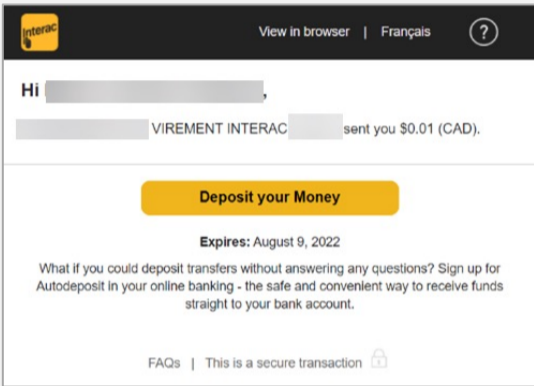 Interac
View in browser | Français ?
Hi ,
VIREMENT INTERAC sent you $0.01 (CAD).
Deposit your Money
Expires: August 9, 2022
What if you could deposit transfers without answering any questions? Sign up for
Autodeposit in your online banking - the safe and convenient way to receive funds
straight to your bank account.
FAQs | This is a secure transaction